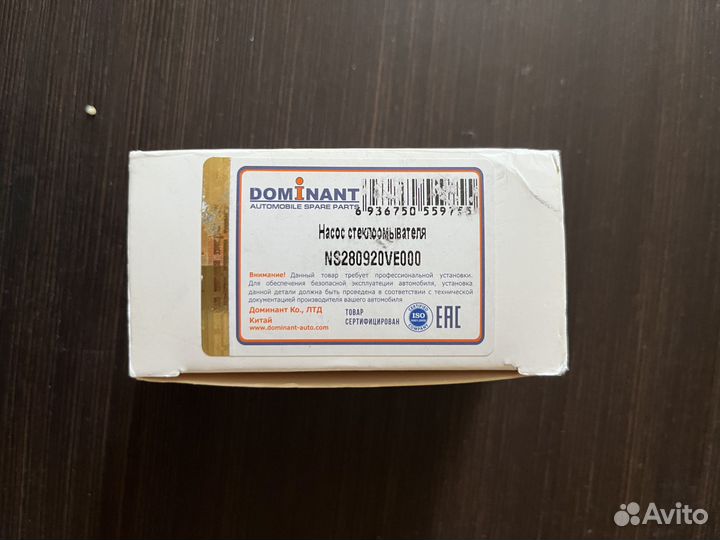 DOMINANT
AUTOMOBILE SPARE PARTS
6 936750
Насос стеклоомывателя
NS280920VE000
Внимание! Данный товар требует профессиональной установки.
Для обеспечения безопасной эксплуатации автомобиля, установка
данной детали должна быть проведена в соответствии с технической
документацией производителя вашего автомобиля
Доминант Ко., ЛТД
Китай
www.dominant-auto.com
ТОВАР
СЕРТИФИЦИРОВАН
CERTIFIED
ISO
COMPANY
EAC
Avito